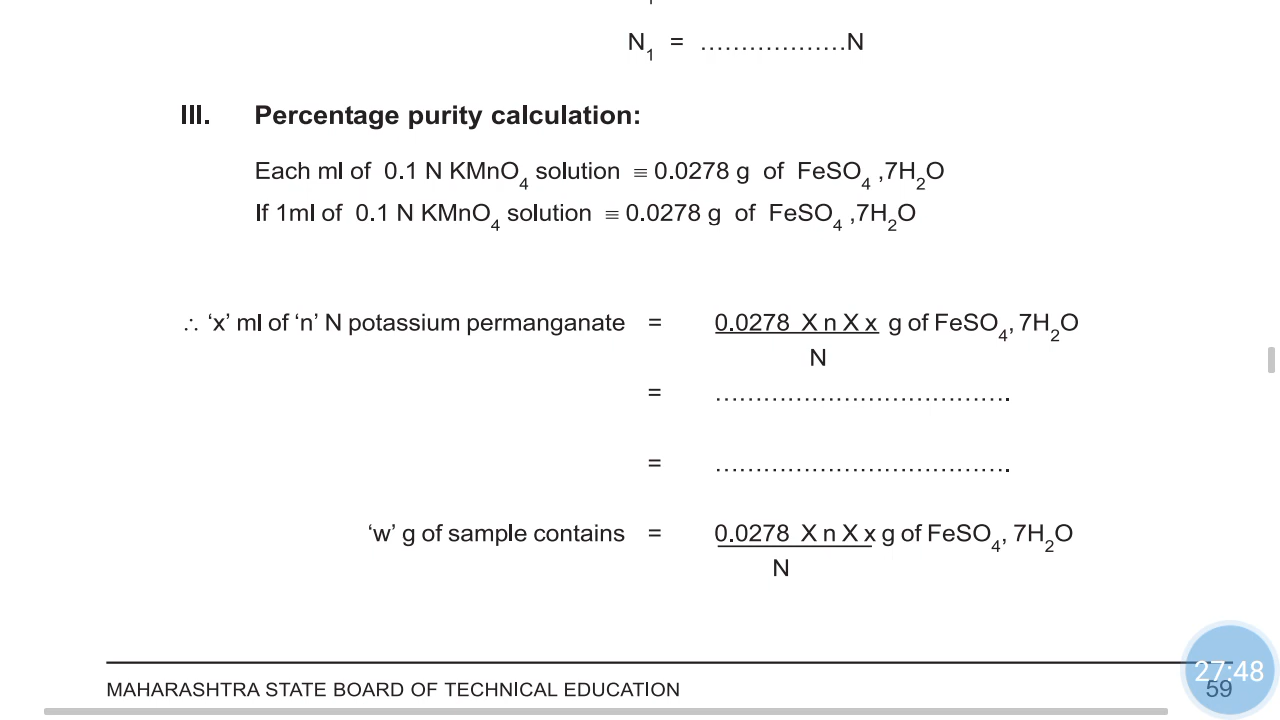 N1 = ………………N
III. Percentage purity calculation:
Each ml of 0.1 N KMnO4 solution ≡ 0.0278 g of FeSO4 ,7H2O
If 1ml of 0.1 N KMnO4 solution ≡ 0.0278 g of FeSO4 ,7H2O
∴ ‘x’ ml of ‘n’ N potassium permanganate = 0.0278 X n X x g of FeSO4, 7H2O
N
= ……………………………….
= ……………………………….
‘w’ g of sample contains = 0.0278 X n X x g of FeSO4, 7H2O
N
MAHARASHTRA STATE BOARD OF TECHNICAL EDUCATION
27:48
59